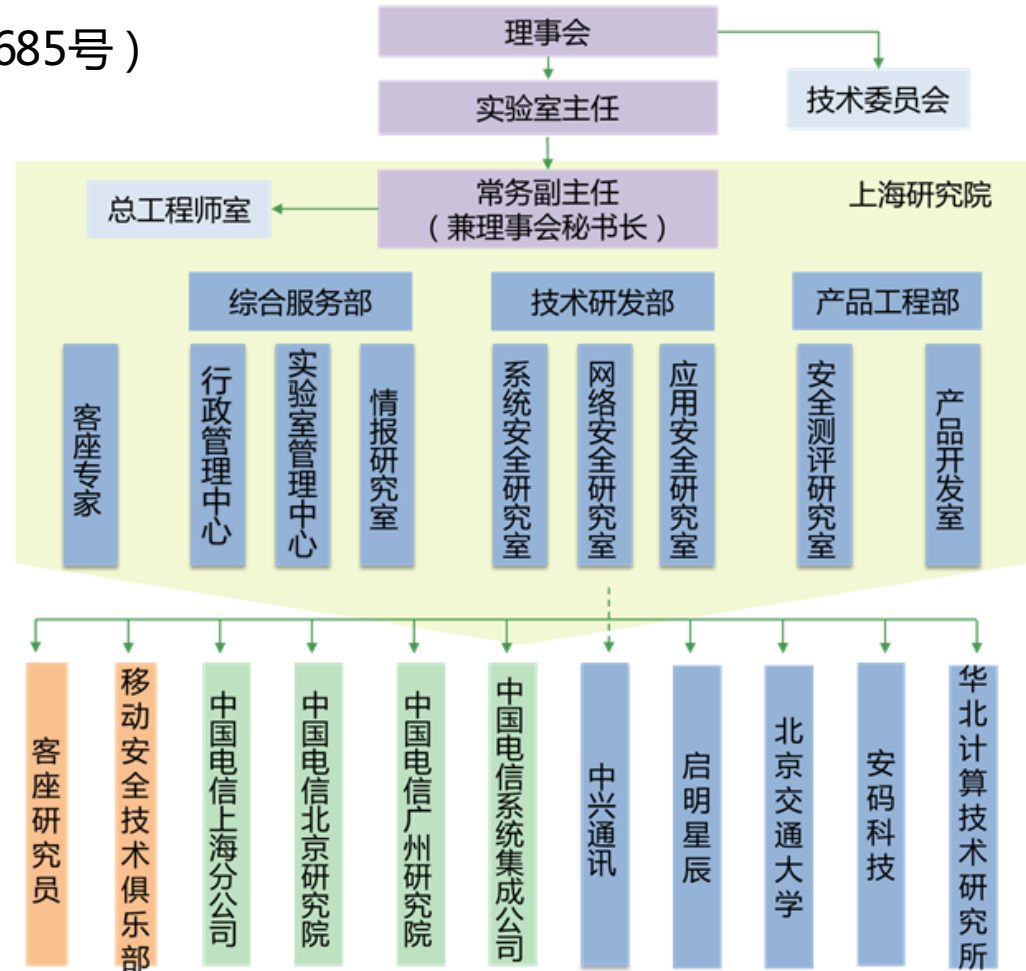 685号）
理事会
技术委员会
实验室主任
常务副主任
（兼理事会秘书长）
总工程师室
上海研究院
综合服务部
技术研发部
产品工程部
客座专家
行政管理中心
实验室管理中心
情报研究室
系统安全研究室
网络安全研究室
应用安全研究室
安全测评研究室
产品开发室
客座研究员
移动安全技术俱乐部
中国电信上海分公司
中国电信北京研究院
中国电信广州研究院
中国电信系统集成公司
中兴通讯
启明星辰
北京交通大学
安码科技
华北计算技术研究所